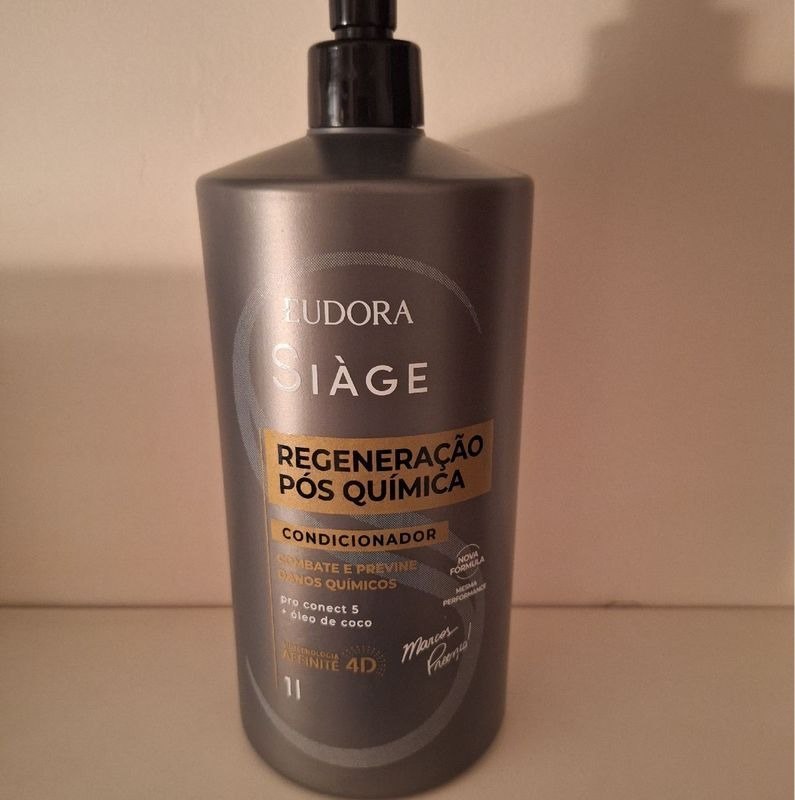 EUDORA
SIÀGE
REGENERAÇÃO
PÓS QUÍMICA
CONDICIONADOR
COMBATE E PREVINE
DANOS QUÍMICOS
pro conect 5
+ óleo de coco
NOVA
FÓRMULA
MESMA
PERFORMANCE
TECNOLOGIA
AFFINITÉ 4D
Marcos
Proença!
1l